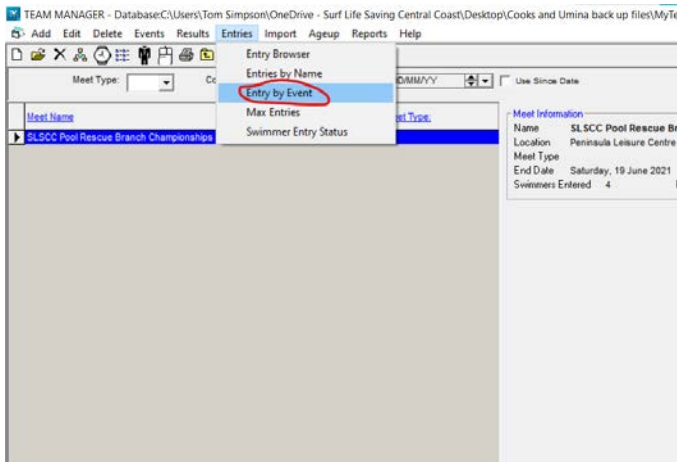 TEAM MANAGER - Database:C:\Users\Tom Simpson\OneDrive - Surf Life Saving Central Coast\Desktop\Cooks and Umina back up files\MyTe
Add Edit Delete Events Results Entries Import Ageup Reports Help
Entry Browser
Entries by Name
Entry by Event
Max Entries
Swimmer Entry Status
Meet Type:
Co
D/MM/YY
Use Since Date
Meet Name
et Type:
SLSCC Pool Rescue Branch Championships
Meet Information
Name SLSCC Pool Rescue Br
Location Peninsula Leisure Centre
Meet Type
End Date Saturday, 19 June 2021
Swimmers Entered 4